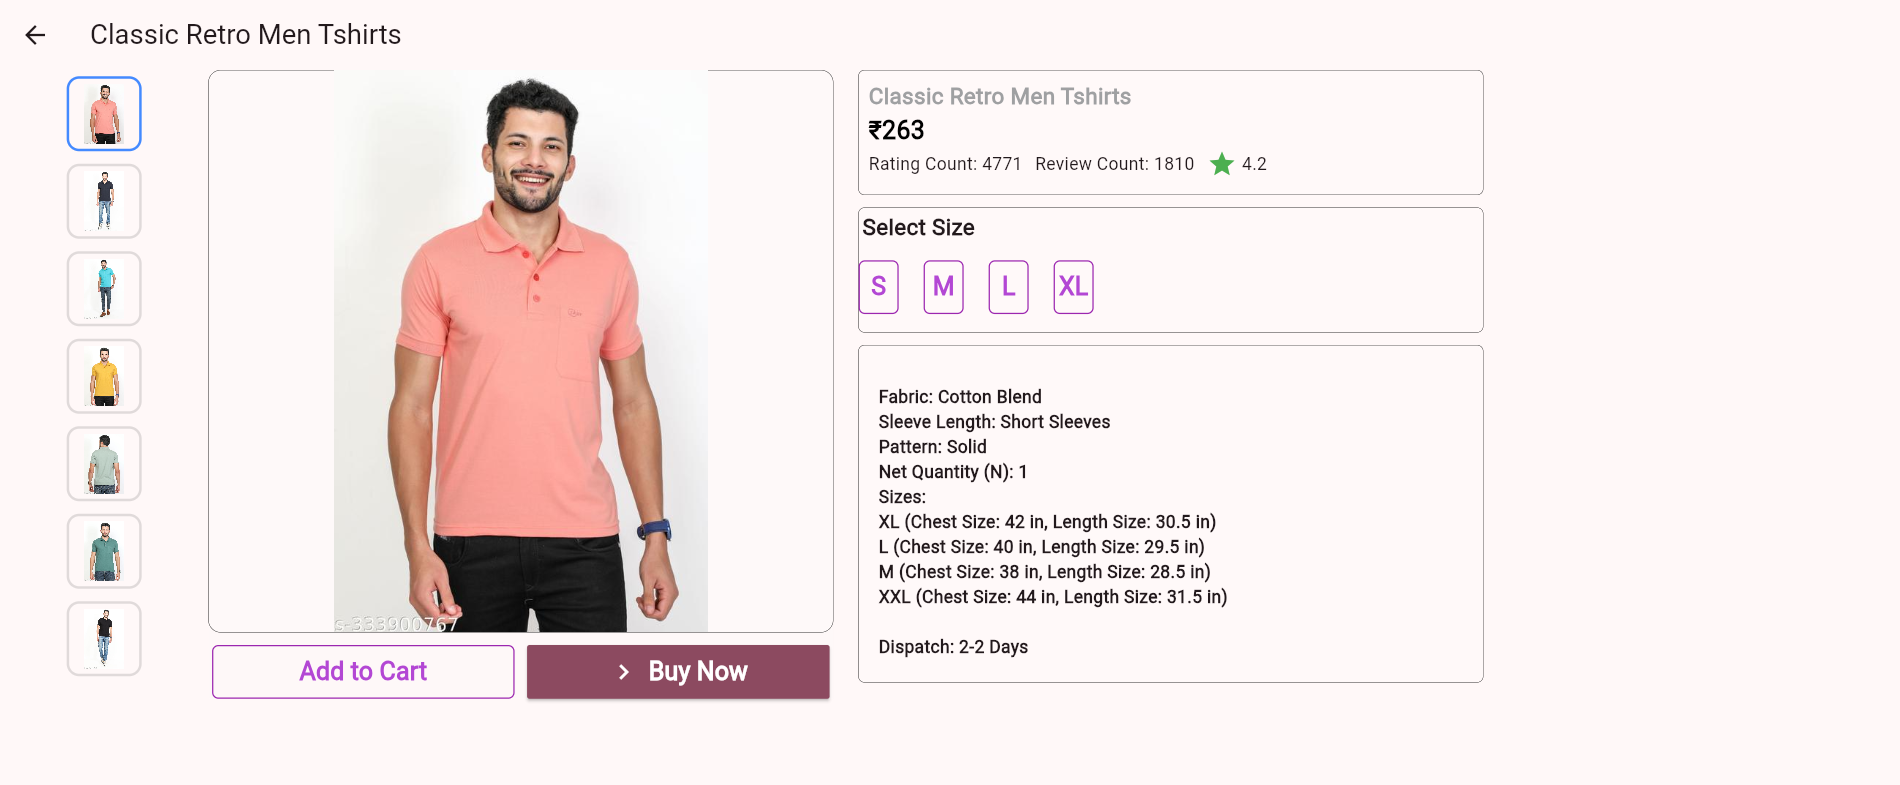 Classic Retro Men Tshirts
s-333900767
Add to Cart
Buy Now
Classic Retro Men Tshirts
₹263
Rating Count: 4771 Review Count: 1810 4.2
Select Size
S M L XL
Fabric: Cotton Blend
Sleeve Length: Short Sleeves
Pattern: Solid
Net Quantity (N): 1
Sizes:
XL (Chest Size: 42 in, Length Size: 30.5 in)
L (Chest Size: 40 in, Length Size: 29.5 in)
M (Chest Size: 38 in, Length Size: 28.5 in)
XXL (Chest Size: 44 in, Length Size: 31.5 in)
Dispatch: 2-2 Days